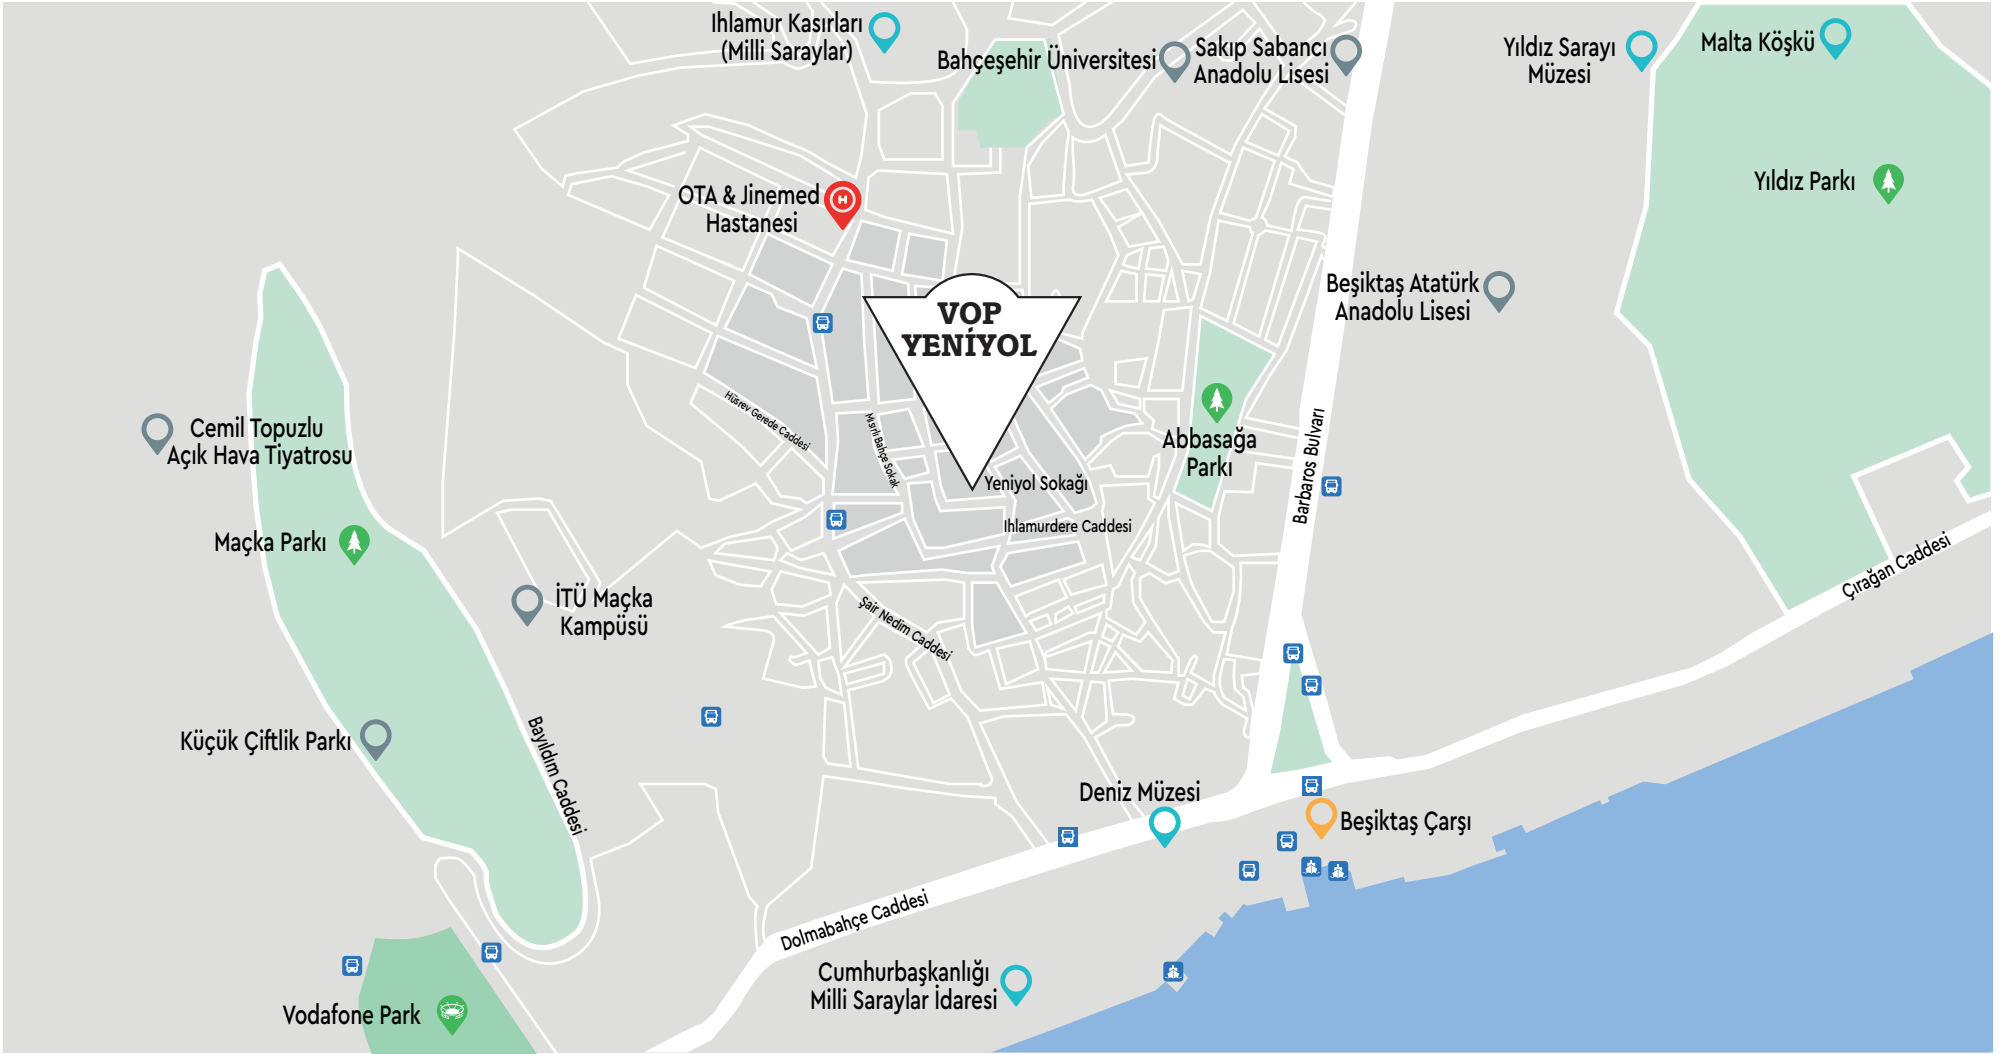 Ihlamur Kasırları
(Milli Saraylar)
Bahçeşehir Üniversitesi
Sakıp Sabancı
Anadolu Lisesi
Yıldız Sarayı
Müzesi
Malta Köşkü
Yıldız Parkı
OTA & Jinemed
Hastanesi
H
Beşiktaş Atatürk
Anadolu Lisesi
VOP
YENİYOL
Hüsrev Gerede Caddesi
Mısırlı Bahçe Sokak
Cemil Topuzlu
Açık Hava Tiyatrosu
Abbasağa
Parkı
Barbaros Bulvarı
Yeniyol Sokağı
Ihlamurdere Caddesi
Maçka Parkı
Çırağan Caddesi
İTÜ Maçka
Kampüsü
Şair Nedim Caddesi
Küçük Çiftlik Parkı
Bayıldım Caddesi
Deniz Müzesi
Beşiktaş Çarşı
Dolmabahçe Caddesi
Cumhurbaşkanlığı
Milli Saraylar İdaresi
Vodafone Park